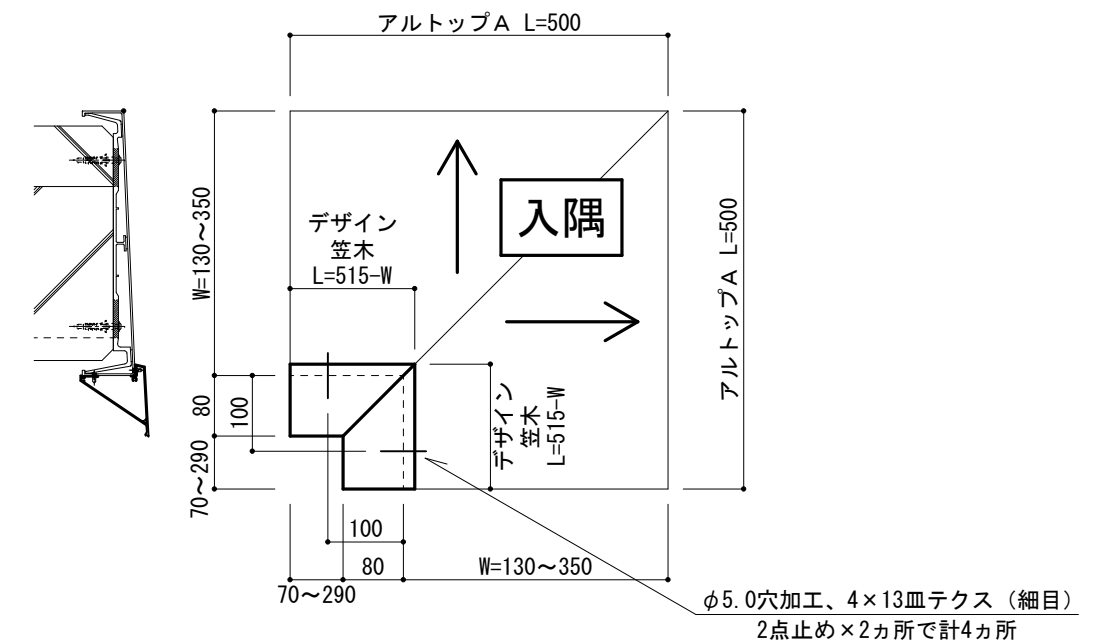 アルトップA L=500
W=130～350
デザイン
笠木
L=515-W
入隅
アルトップA L=500
80
100
70～290
デザイン
笠木
L=515-W
100
80
W=130～350
70～290
φ5.0穴加工、4×13皿テクス（細目）
2点止め×2ヵ所で計4ヵ所